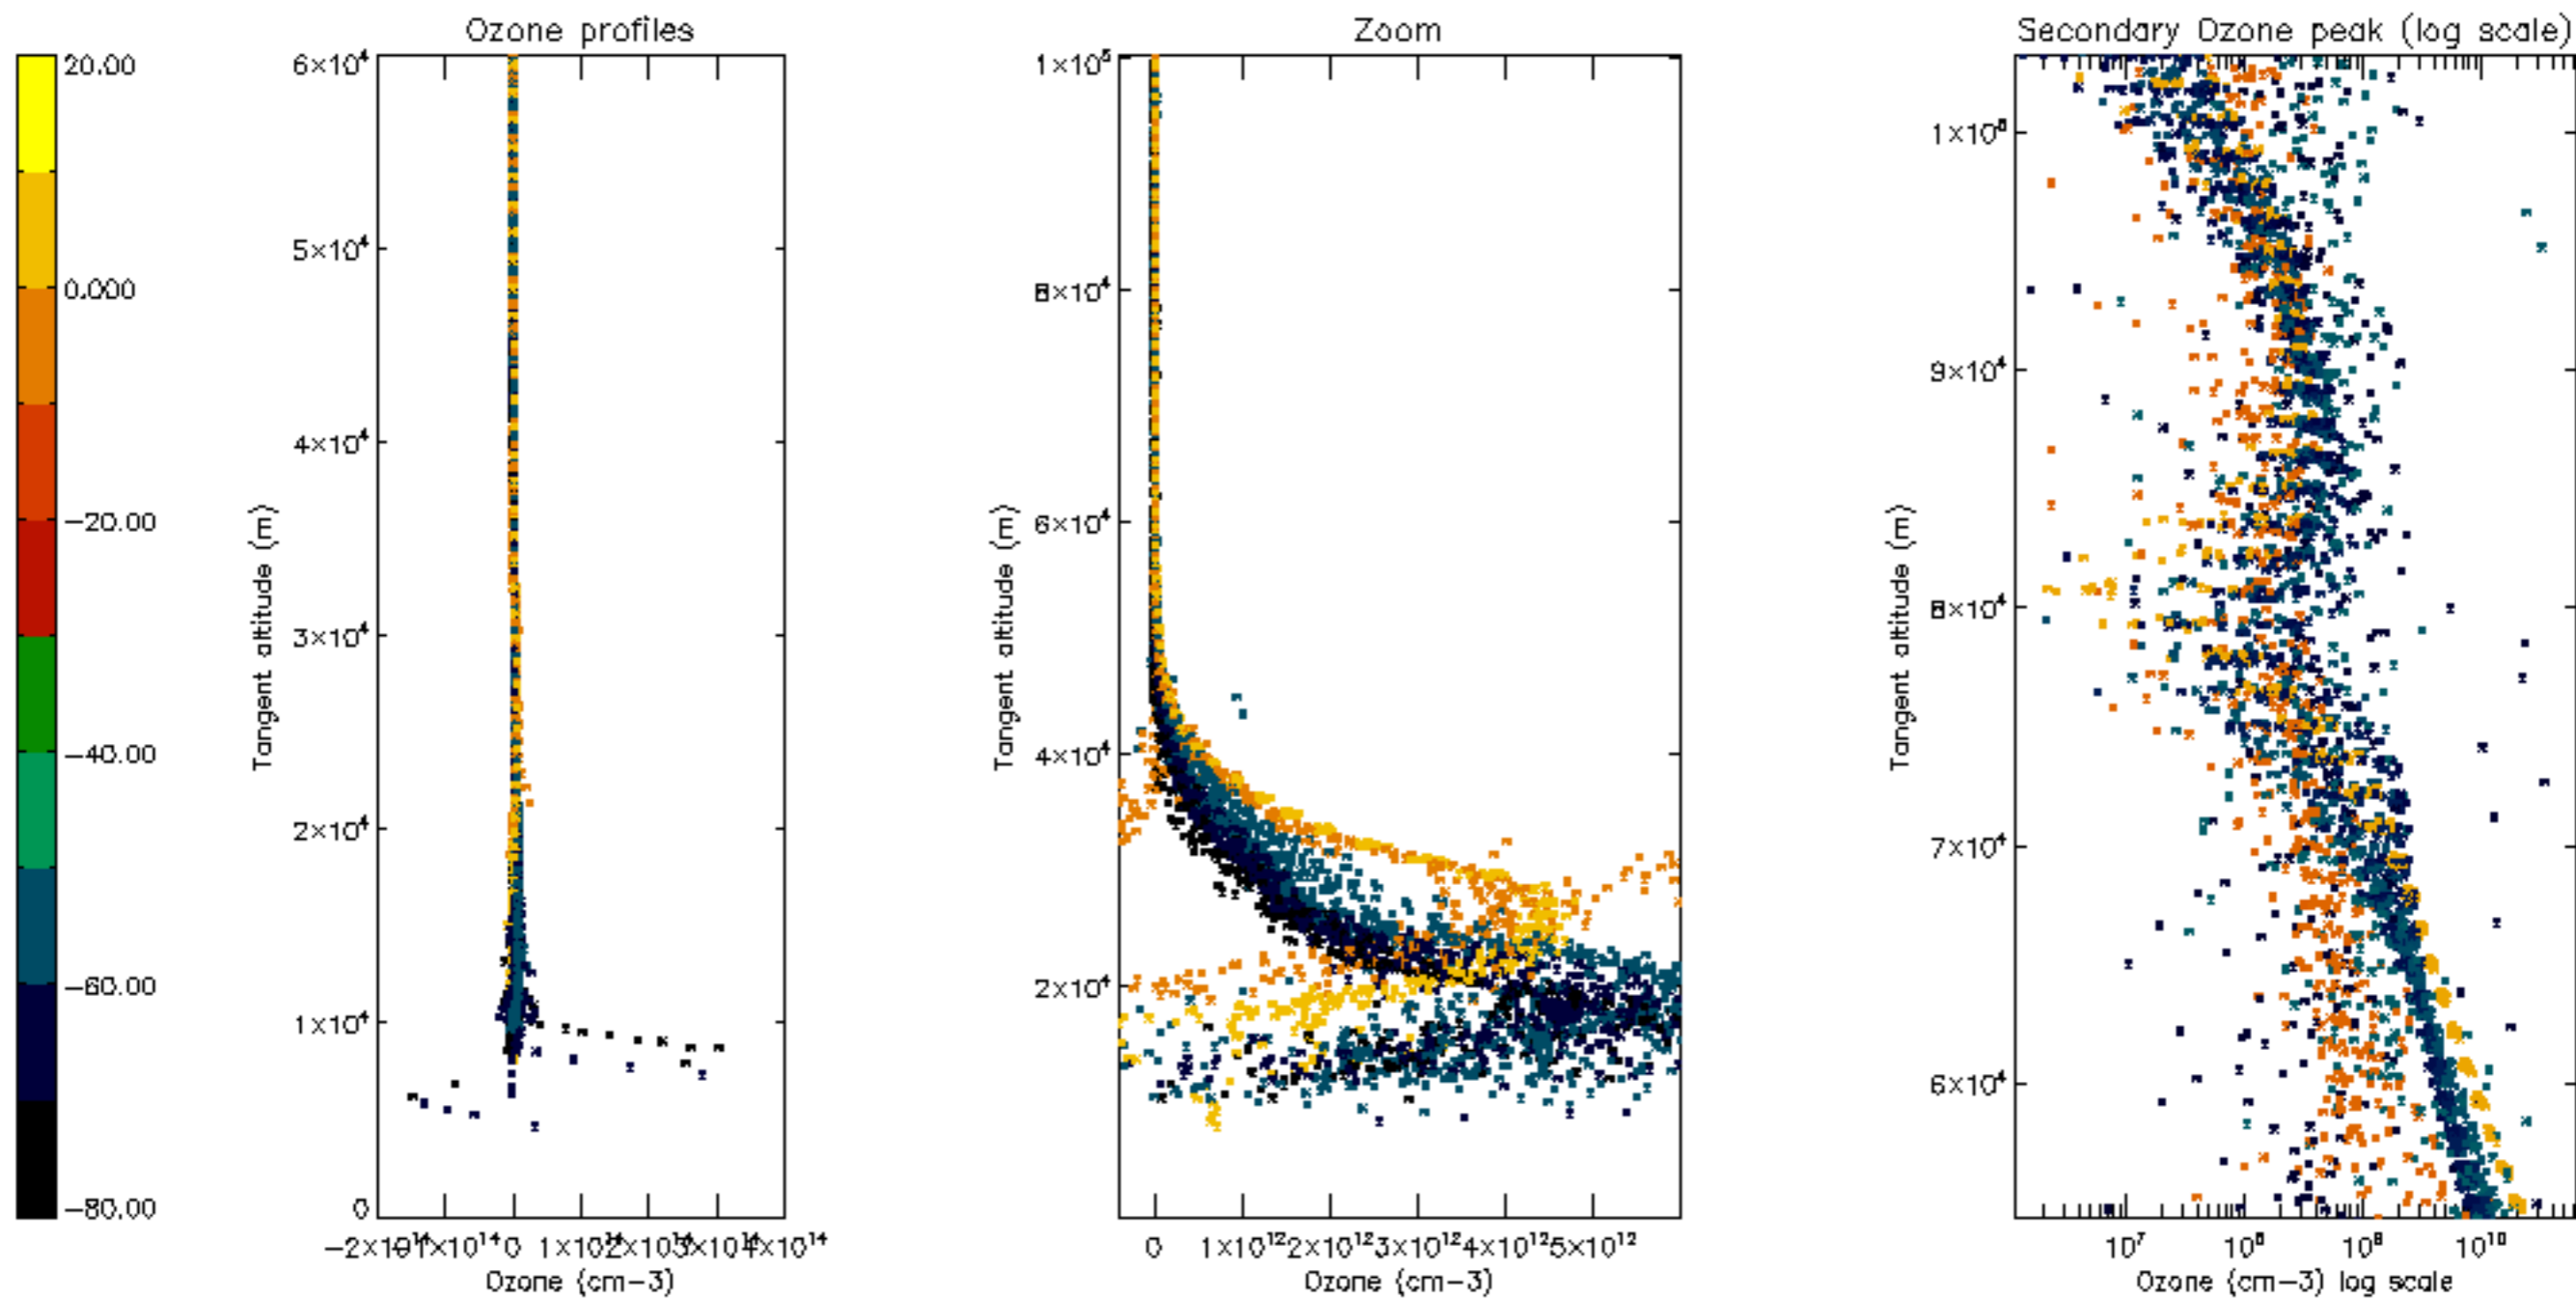 Ozone profiles
Zoom
Secondary Ozone peak (log scale)
20.00
0.000
−20.00
−40.00
−60.00
−80.00
6×10⁴
5×10⁴
4×10⁴
3×10⁴
2×10⁴
1×10⁴
0
Tangent altitude (m)
0
4×10¹⁴
Ozone (cm−3)
1×10⁵
8×10⁴
6×10⁴
4×10⁴
2×10⁴
Tangent altitude (m)
0 1×10¹² 2×10¹² 3×10¹² 4×10¹² 5×10¹²
Ozone (cm−3)
9×10⁴
8×10⁴
7×10⁴
6×10⁴
Tangent altitude (m)
10⁷ 10⁸ 10⁹ 10¹⁰
Ozone (cm−3) log scale